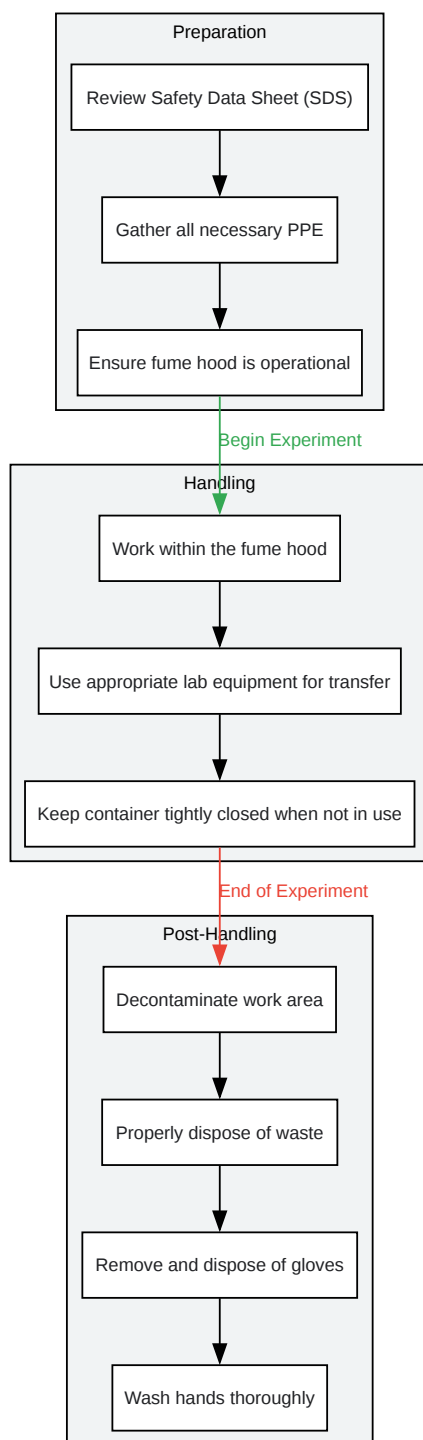 Preparation
Review Safety Data Sheet (SDS)
Gather all necessary PPE
Ensure fume hood is operational
Begin Experiment
Handling
Work within the fume hood
Use appropriate lab equipment for transfer
Keep container tightly closed when not in use
End of Experiment
Post-Handling
Decontaminate work area
Properly dispose of waste
Remove and dispose of gloves
Wash hands thoroughly